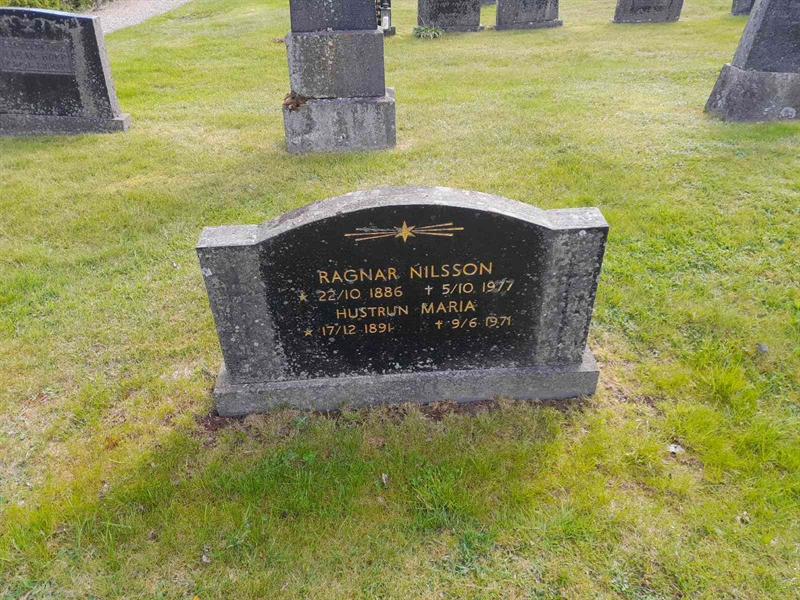 RAGNAR NILSSON
★ 22/10 1886 † 5/10 1977
HUSTRUN MARIA
★ 17/12 1891 † 9/6 1971